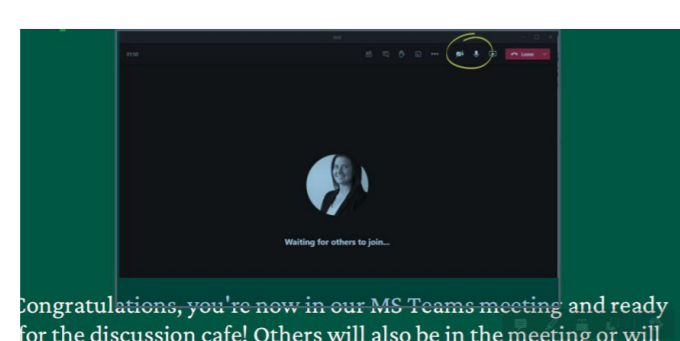 Leave
Waiting for others to join...
Congratulations, you're now in our MS Teams meeting and ready
for the discussion cafe! Others will also be in the meeting or will